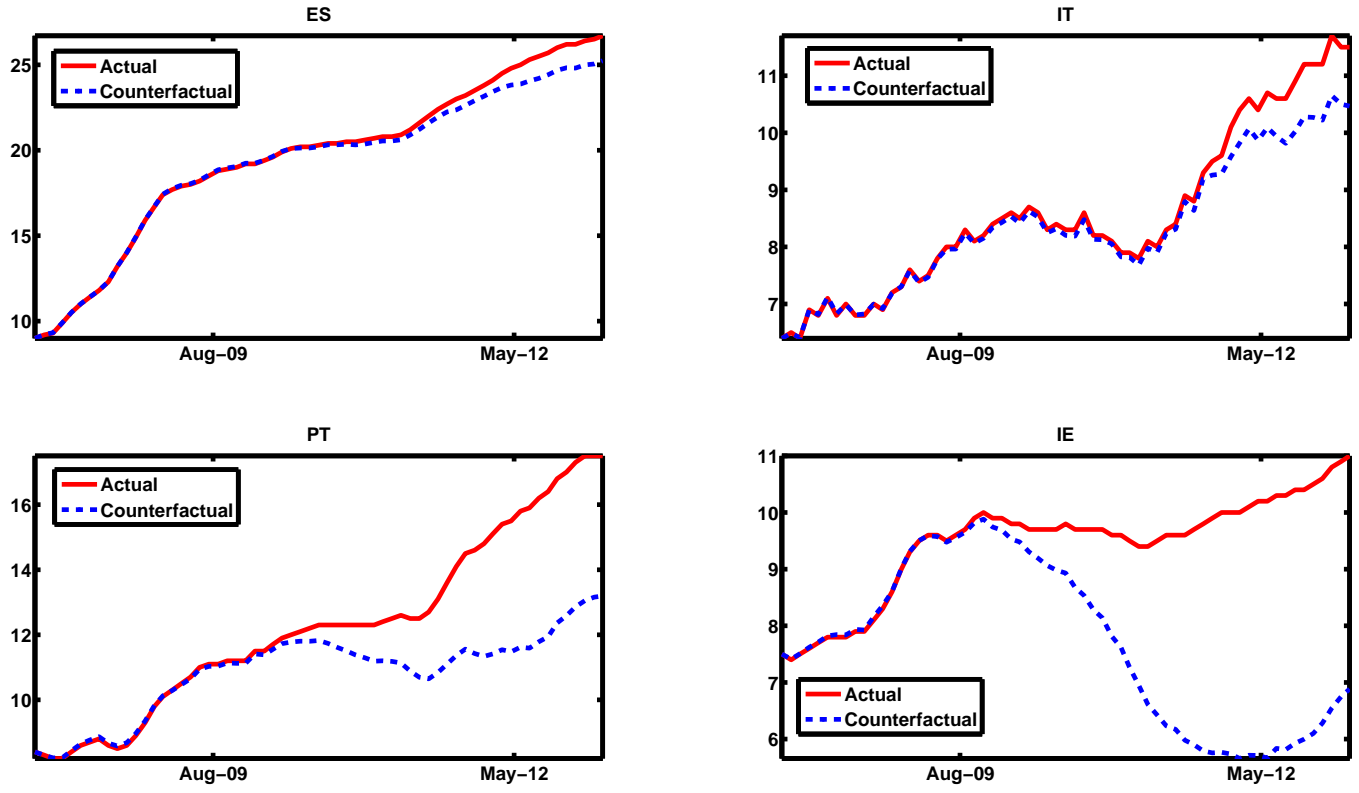 ES
25
20
15
10
Actual
Counterfactual
Aug–09
May–12
IT
11
10
9
8
7
Actual
Counterfactual
Aug–09
May–12
PT
16
14
12
10
Actual
Counterfactual
Aug–09
May–12
IE
11
10
9
8
7
6
Actual
Counterfactual
Aug–09
May–12